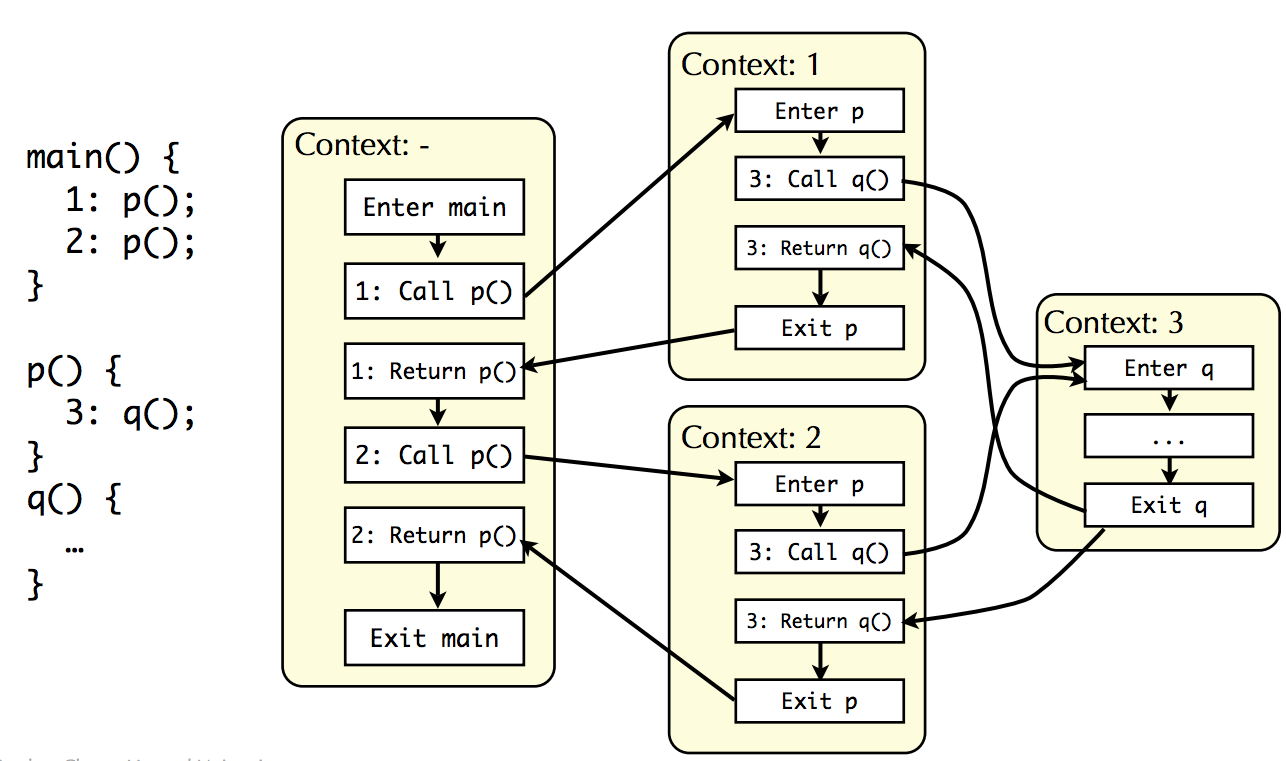 main() {
1: p();
2: p();
}
p() {
3: q();
}
q() {
…
}
Context: -
Enter main
1: Call p()
1: Return p()
2: Call p()
2: Return p()
Exit main
Context: 1
Enter p
3: Call q()
3: Return q()
Exit p
Context: 2
Enter p
3: Call q()
3: Return q()
Exit p
Context: 3
Enter q
...
Exit q